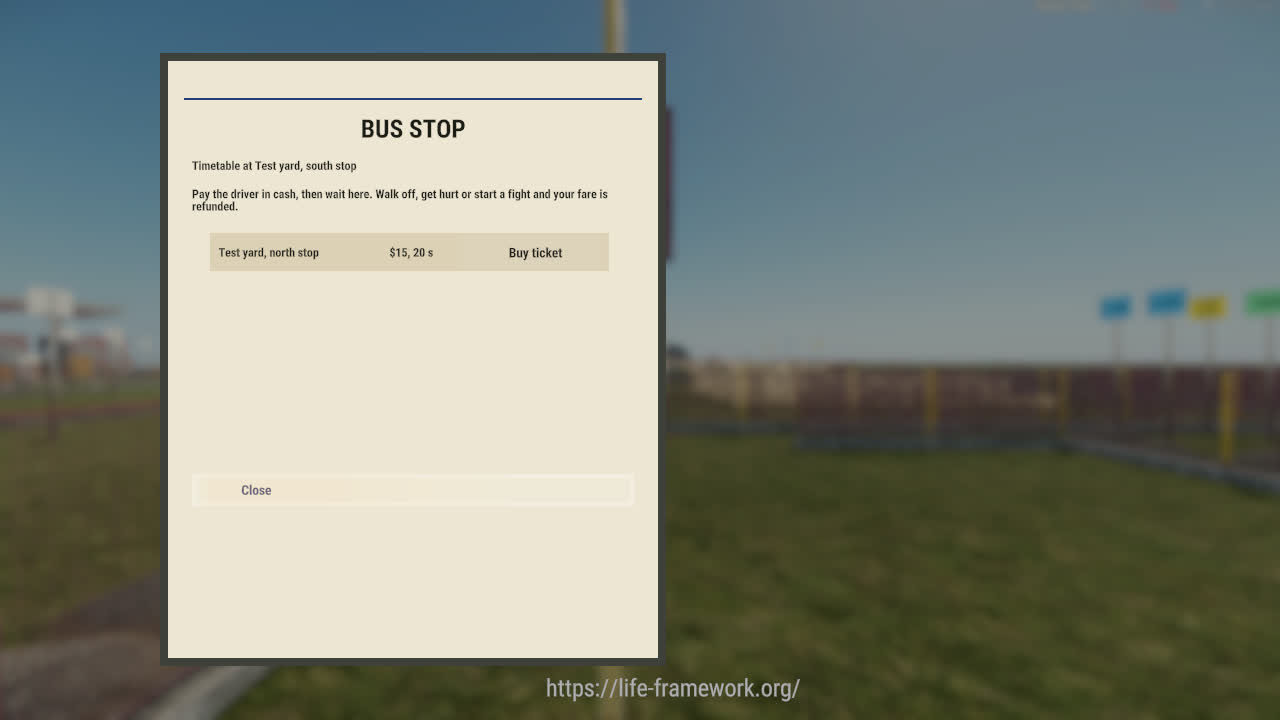 BUS STOP
Timetable at Test yard, south stop
Pay the driver in cash, then wait here. Walk off, get hurt or start a fight and your fare is
refunded.
Test yard, north stop $15, 20 s Buy ticket
Close
https://life-framework.org/